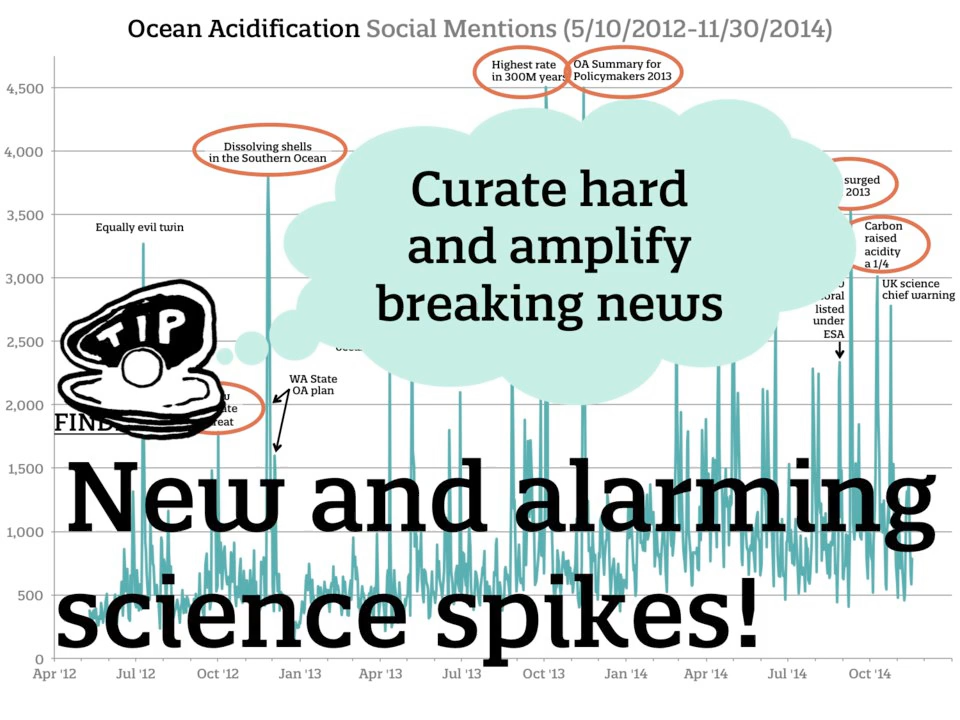 Ocean Acidification Social Mentions (5/10/2012-11/30/2014)
Highest rate
in 300M years
OA Summary for
Policymakers 2013
4,500
4,000
3,500
3,000
2,500
2,000
1,500
1,000
500
0
Dissolving shells
in the Southern Ocean
Equally evil twin
Curate hard
and amplify
breaking news
surged
2013
Carbon
raised
acidity
a 1/4
UK science
chief warning
listed
under
ESA
TIP
WA State
OA plan
New and alarming
science spikes!
Apr '12
Jul '12
Oct '12
Jan '13
Apr '13
Jul '13
Oct '13
Jan '14
Apr '14
Jul '14
Oct '14